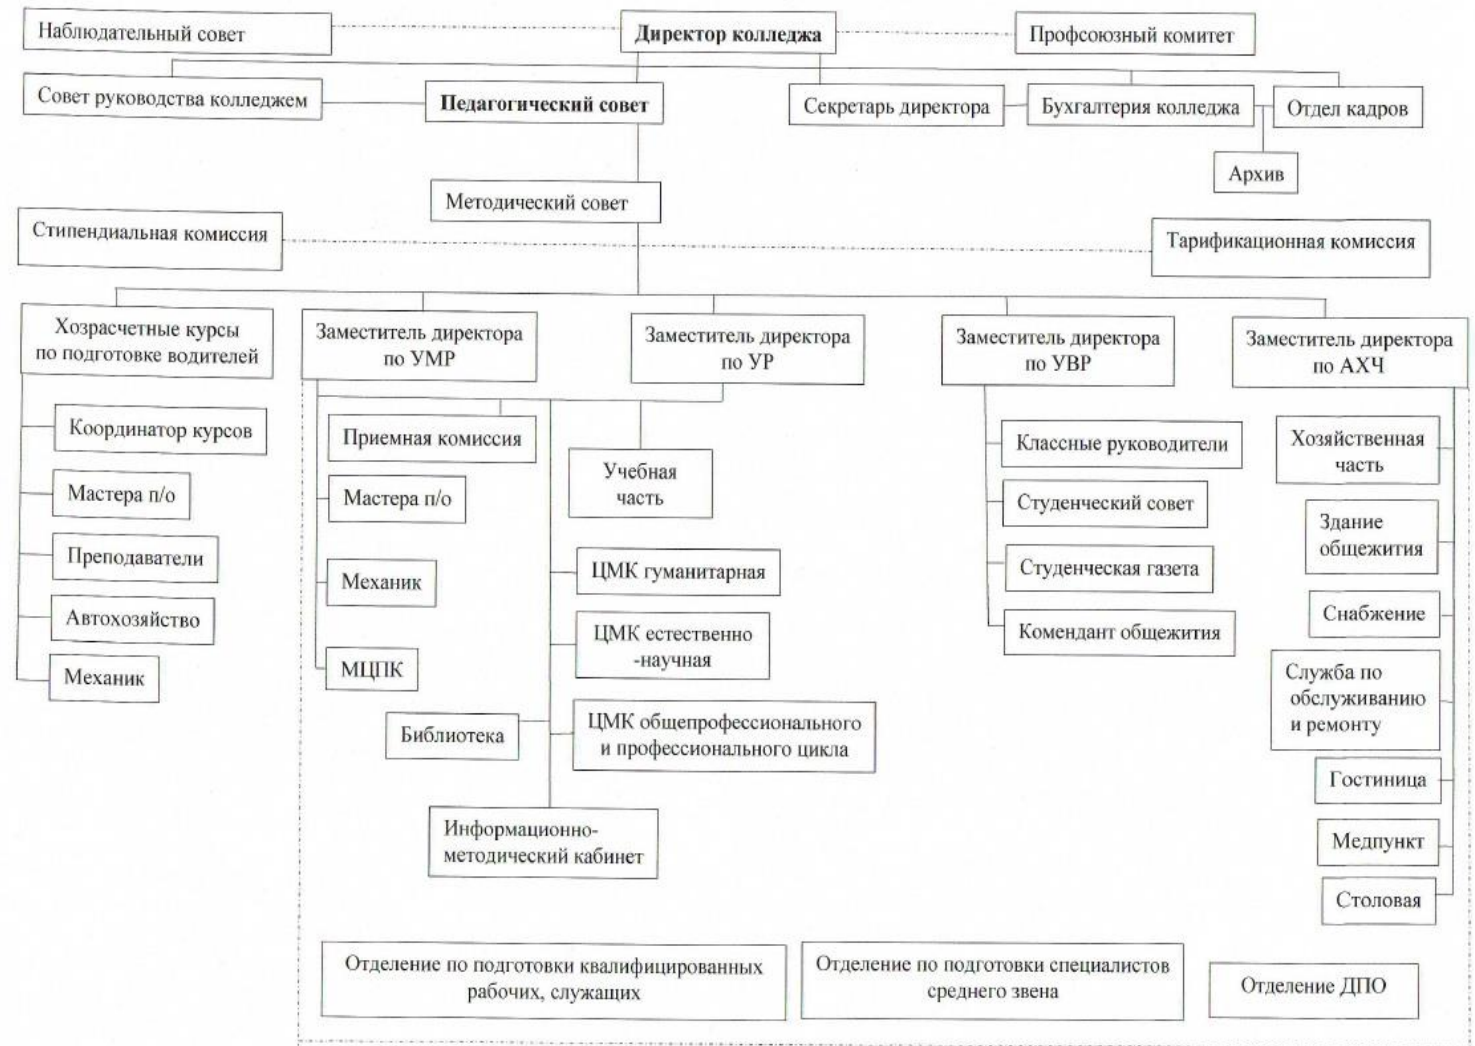 Наблюдательный совет
Директор колледжа
Профсоюзный комитет
Совет руководства колледжем
Педагогический совет
Секретарь директора
Бухгалтерия колледжа
Отдел кадров
Архив
Методический совет
Стипендиальная комиссия
Тарификационная комиссия
Хозрасчетные курсы
по подготовке водителей
Заместитель директора
по УМР
Заместитель директора
по УР
Заместитель директора
по УВР
Заместитель директора
по АХЧ
Координатор курсов
Мастера п/о
Преподаватели
Автохозяйство
Механик
Приемная комиссия
Мастера п/о
Механик
МЦПК
Библиотека
Информационно-
методический кабинет
Учебная
часть
ЦМК гуманитарная
ЦМК естественно
-научная
ЦМК общепрофессионального
и профессионального цикла
Классные руководители
Студенческий совет
Студенческая газета
Комендант общежития
Хозяйственная
часть
Здание
общежития
Снабжение
Служба по
обслуживанию
и ремонту
Гостиница
Медпункт
Столовая
Отделение по подготовки квалифицированных
рабочих, служащих
Отделение по подготовки специалистов
среднего звена
Отделение ДПО